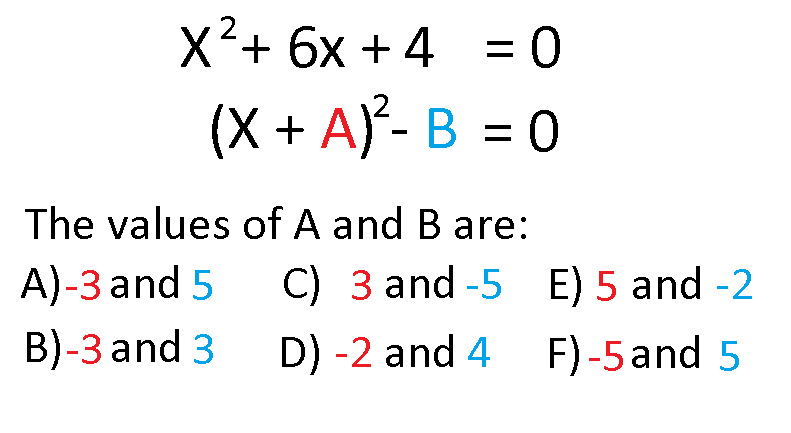 X²+ 6x + 4 = 0
(X + A)²- B = 0
The values of A and B are:
A)-3 and 5 C) 3 and -5 E) 5 and -2
B)-3 and 3 D) -2 and 4 F)-5 and 5